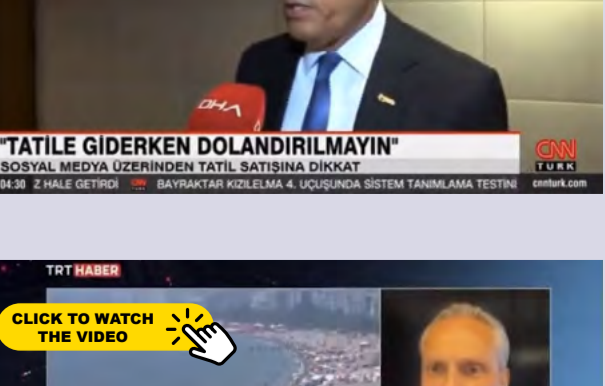 DHA
"TATİLE GİDERKEN DOLANDIRILMAYIN"
SOSYAL MEDYA ÜZERİNDEN TATİL SATIŞINA DİKKAT
CNN
TURK
04:30 Z HALE GETİRDİ CNN BAYRAKTAR KIZILELMA 4. UÇUŞUNDA SİSTEM TANIMLAMA TESTİNİ cnnturk.com
TRT HABER
CLICK TO WATCH
THE VIDEO